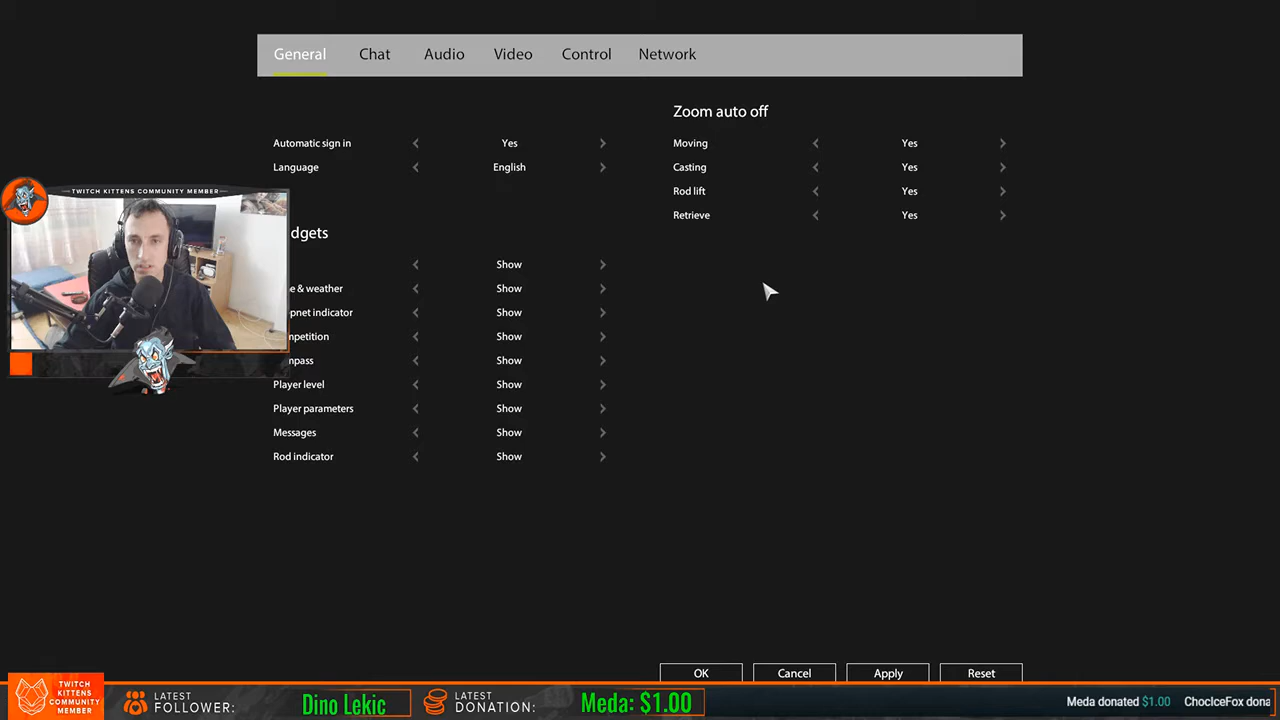 General Chat Audio Video Control Network
Zoom auto off
Automatic sign in Yes
Language English
Moving Yes
Casting Yes
Rod lift Yes
Retrieve Yes
TWITCH KITTENS COMMUNITY MEMBER
dgets
Show
e & weather Show
pnet indicator Show
mpetition Show
mpass Show
Player level Show
Player parameters Show
Messages Show
Rod indicator Show
OK Cancel Apply Reset
TWITCH
KITTENS
COMMUNITY
MEMBER
LATEST
FOLLOWER:
Dino Lekic
LATEST
DONATION:
Meda: $1.00
Meda donated $1.00 ChocIceFox dona